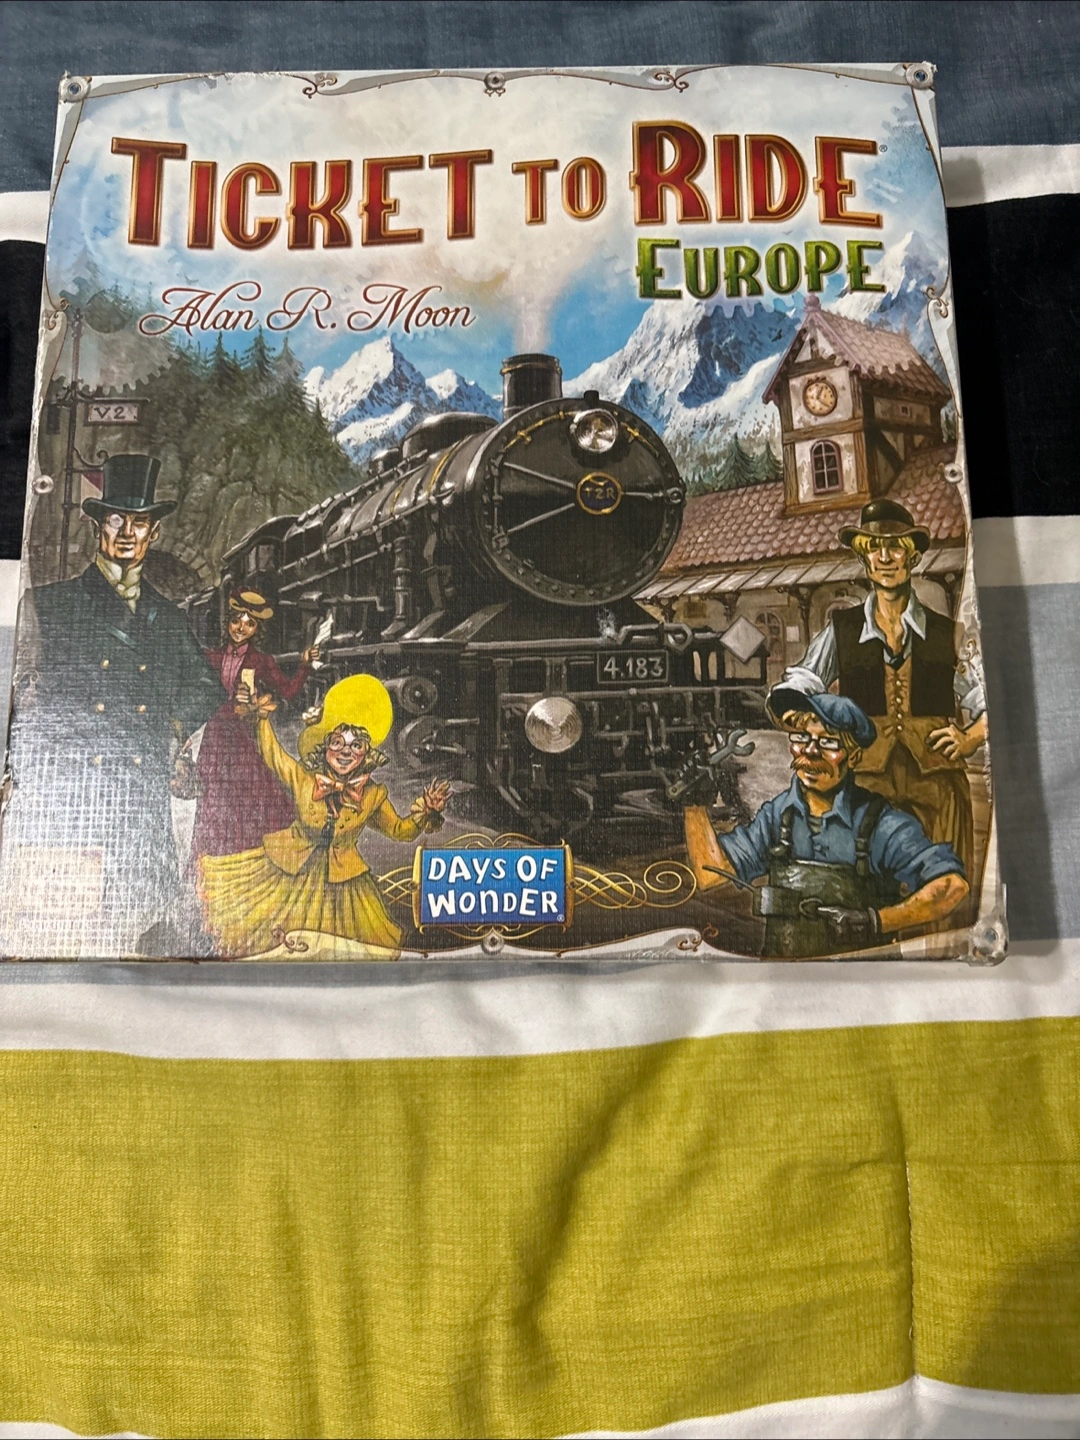 TICKET TO RIDE®
EUROPE
Alan R. Moon
V2
T2R
4.183
DAYS OF
WONDER®